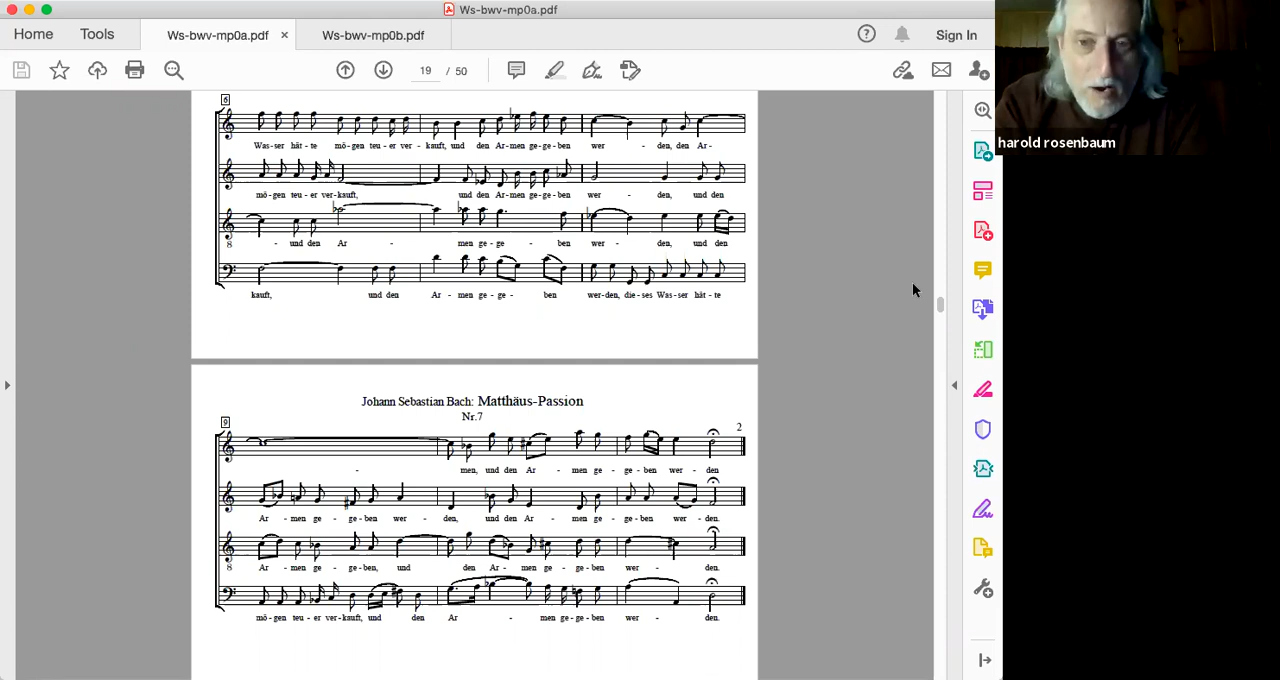 Ws-bwv-mp0a.pdf
Home Tools Ws-bwv-mp0a.pdf × Ws-bwv-mp0b.pdf ? Sign In
19 / 50
harold rosenbaum
6
Was-ser hät - te mö-gen teu-er ver - kauft, und den Ar-men ge-ge-ben wer - den, den Ar-
mö-gen teu - er ver-kauft, und den Ar-men ge-ge-ben wer - den, und den
8 - und den Ar - men ge-ge - ben wer - den, und den
kauft, und den Ar - men ge - ge - ben wer-den, die-ses Was-ser hät - te
Johann Sebastian Bach: Matthäus-Passion
Nr.7
9 2
- men, und den Ar - men ge - ge - ben wer - den
Ar - men ge - ge - ben wer - den, und den Ar - men ge - ge - ben wer - den.
8 Ar - men ge - ge - ben, und den Ar - men ge - ge - ben wer - den.
mö - gen teu - er ver-kauft, und den Ar - men ge - ge - ben wer - den.